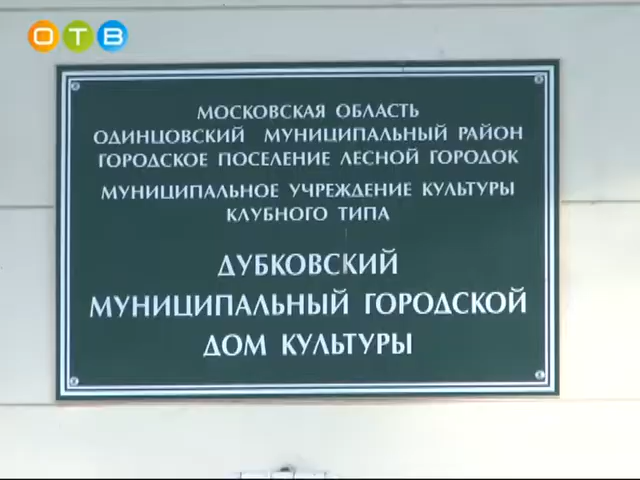 ОТВ
МОСКОВСКАЯ ОБЛАСТЬ
ОДИНЦОВСКИЙ МУНИЦИПАЛЬНЫЙ РАЙОН
ГОРОДСКОЕ ПОСЕЛЕНИЕ ЛЕСНОЙ ГОРОДОК
МУНИЦИПАЛЬНОЕ УЧРЕЖДЕНИЕ КУЛЬТУРЫ
КЛУБНОГО ТИПА
ДУБКОВСКИЙ
МУНИЦИПАЛЬНЫЙ ГОРОДСКОЙ
ДОМ КУЛЬТУРЫ